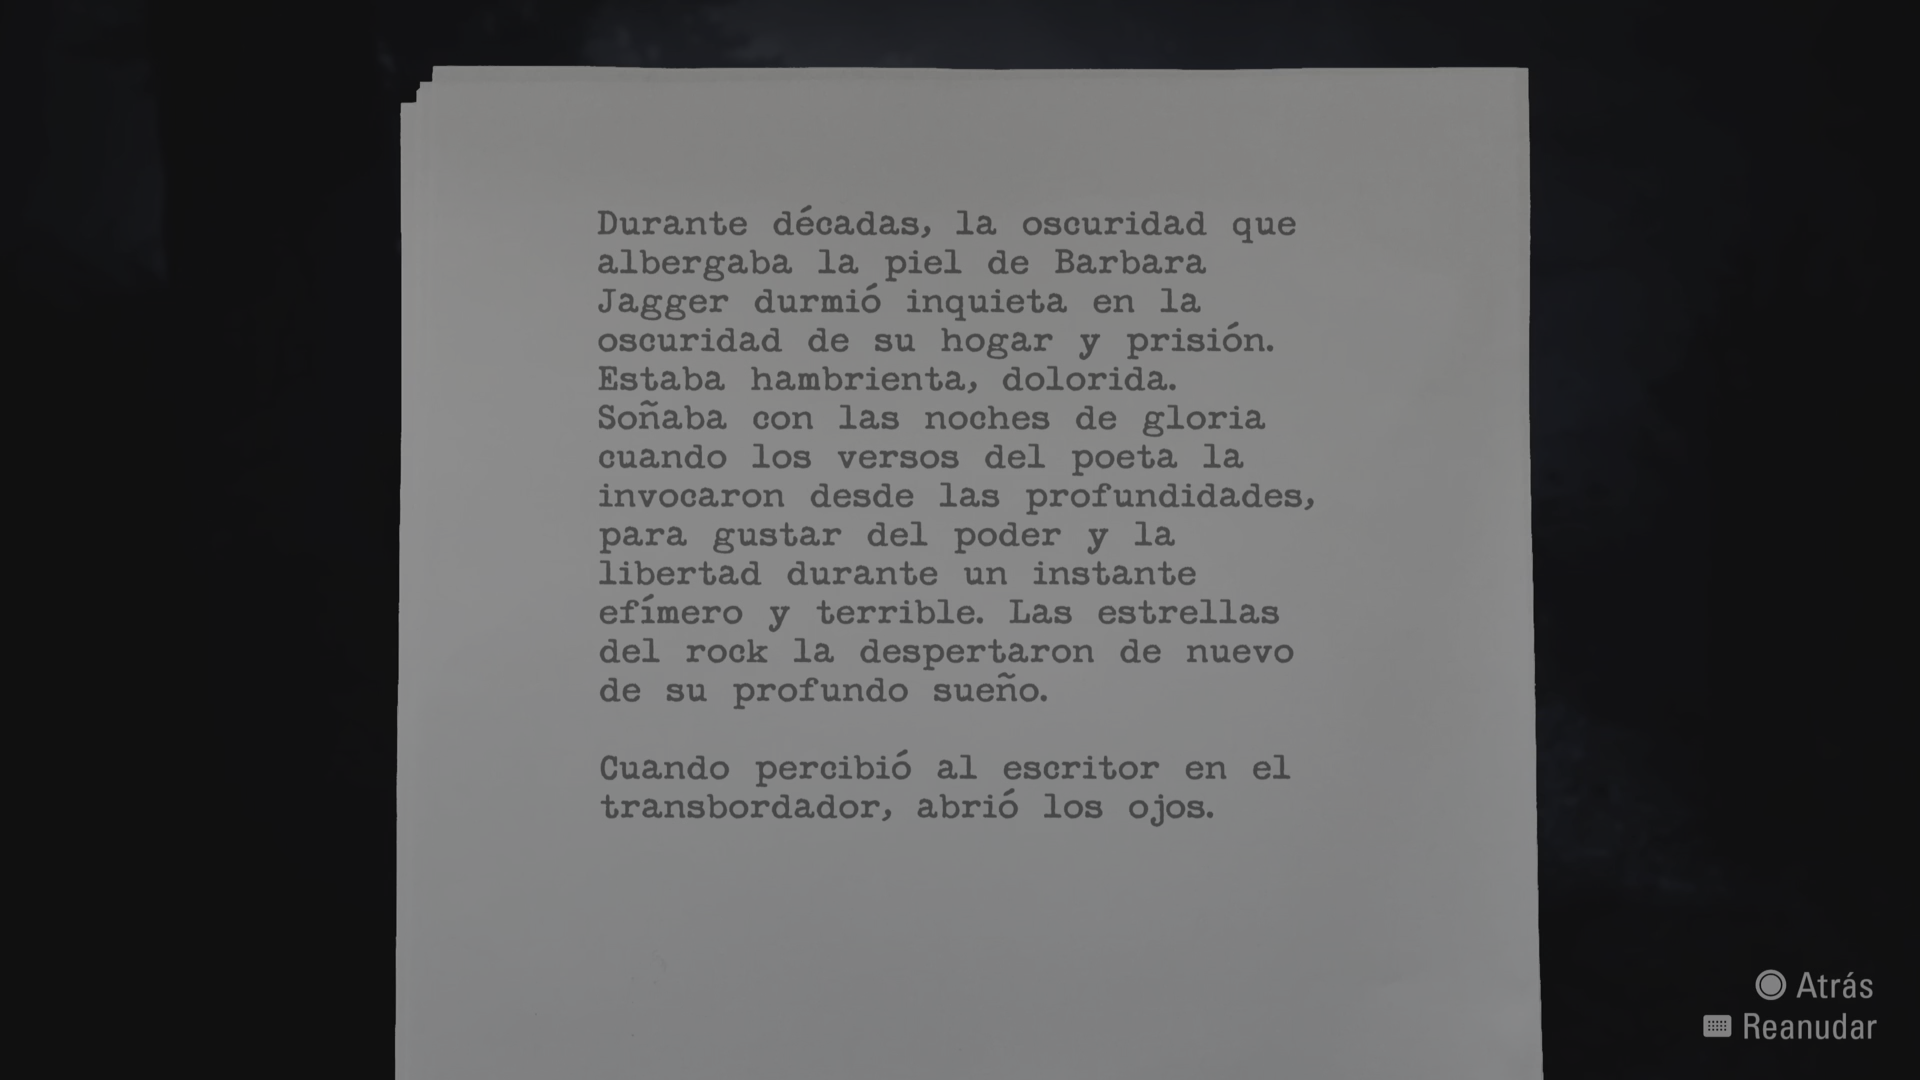 Durante décadas, la oscuridad que
albergaba la piel de Barbara
Jagger durmió inquieta en la
oscuridad de su hogar y prisión.
Estaba hambrienta, dolorida.
Soñaba con las noches de gloria
cuando los versos del poeta la
invocaron desde las profundidades,
para gustar del poder y la
libertad durante un instante
efímero y terrible. Las estrellas
del rock la despertaron de nuevo
de su profundo sueño.
Cuando percibió al escritor en el
transbordador, abrió los ojos.
Atrás
Reanudar